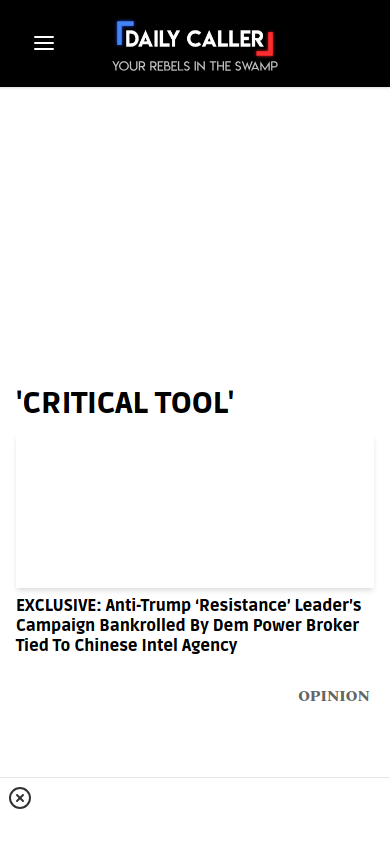 DAILY CALLER
YOUR REBELS IN THE SWAMP
'CRITICAL TOOL'
EXCLUSIVE: Anti-Trump ‘Resistance’ Leader’s
Campaign Bankrolled By Dem Power Broker
Tied To Chinese Intel Agency
OPINION